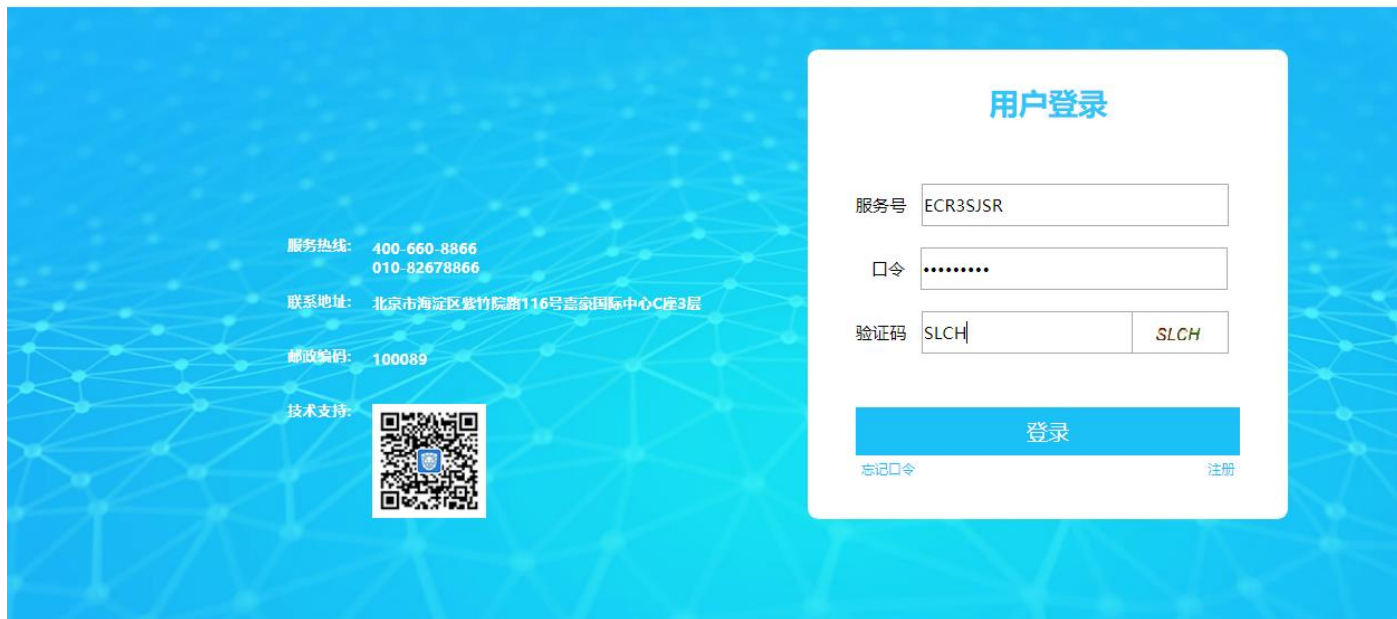 用户登录
服务号 ECR3SJSR
口令 •••••••••
验证码 SLCH SLCH
登录
忘记口令 注册
服务热线: 400-660-8866
010-82678866
联系地址: 北京市海淀区紫竹院路116号嘉豪国际中心C座3层
邮政编码: 100089
技术支持: